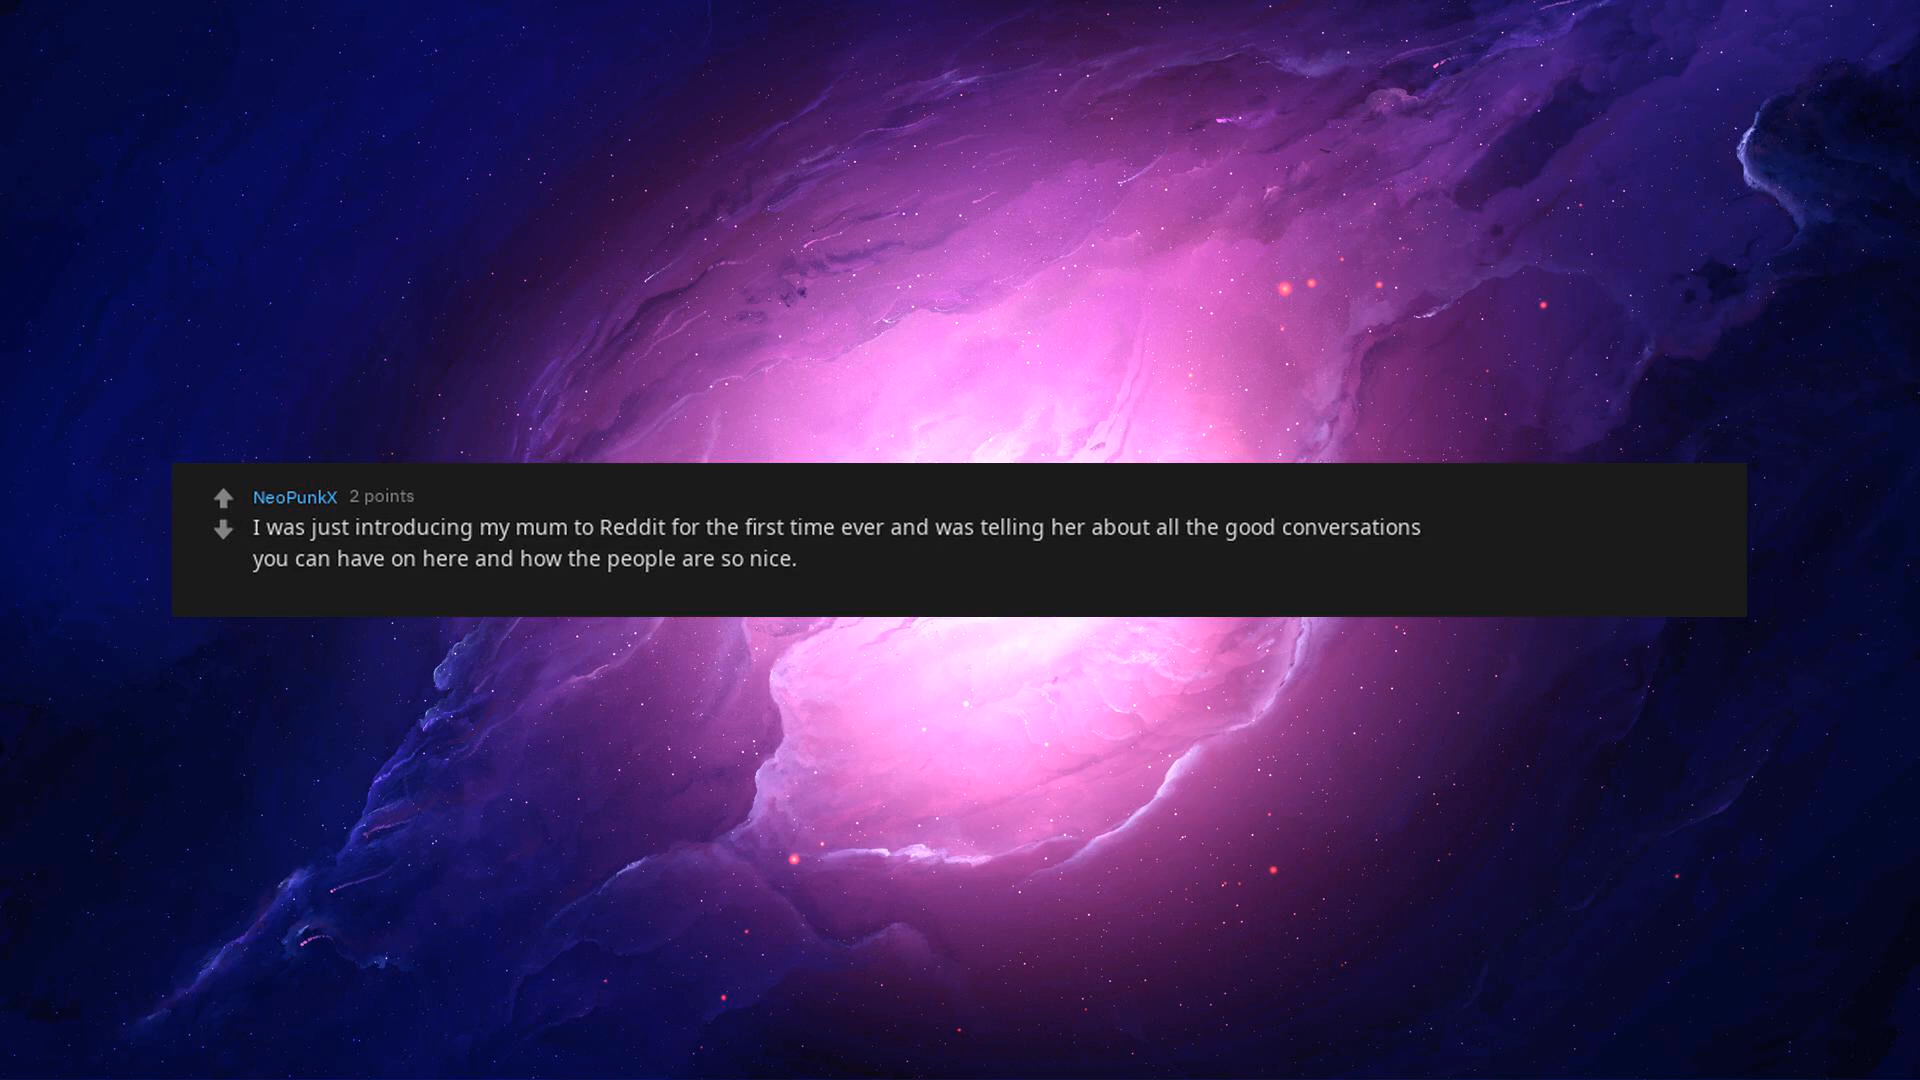 NeoPunkX 2 points
I was just introducing my mum to Reddit for the first time ever and was telling her about all the good conversations
you can have on here and how the people are so nice.